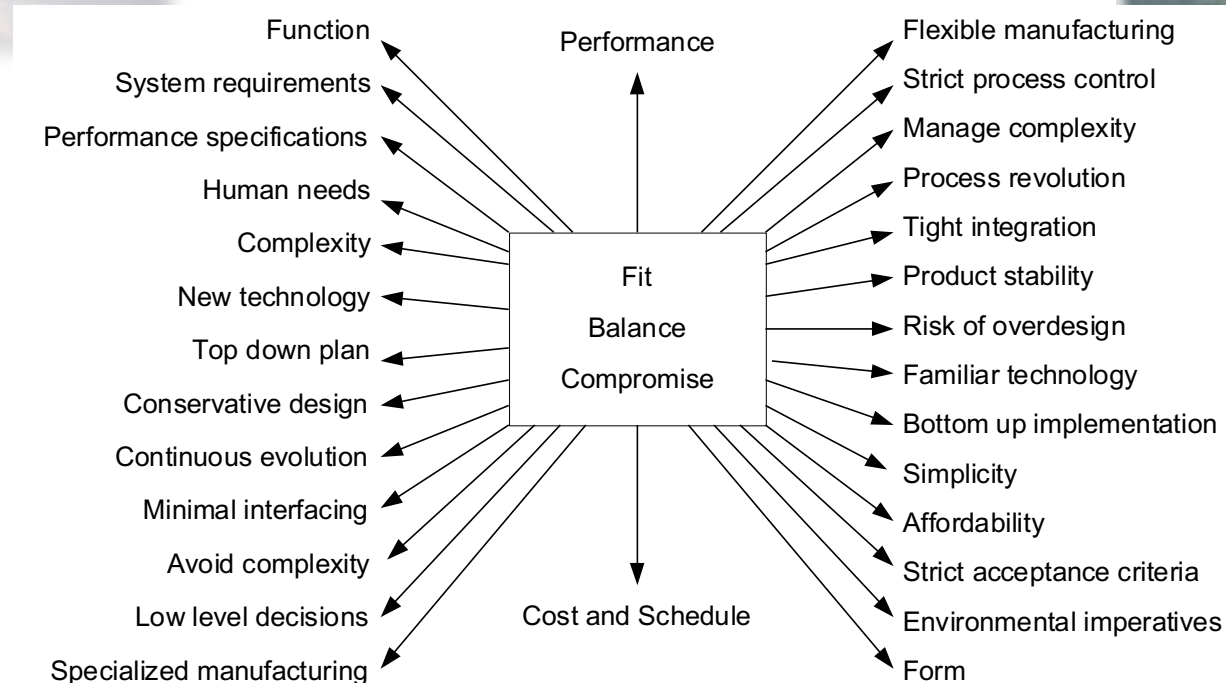 Function
System requirements
Performance specifications
Human needs
Complexity
New technology
Top down plan
Conservative design
Continuous evolution
Minimal interfacing
Avoid complexity
Low level decisions
Specialized manufacturing
Performance
Fit
Balance
Compromise
Cost and Schedule
Flexible manufacturing
Strict process control
Manage complexity
Process revolution
Tight integration
Product stability
Risk of overdesign
Familiar technology
Bottom up implementation
Simplicity
Affordability
Strict acceptance criteria
Environmental imperatives
Form